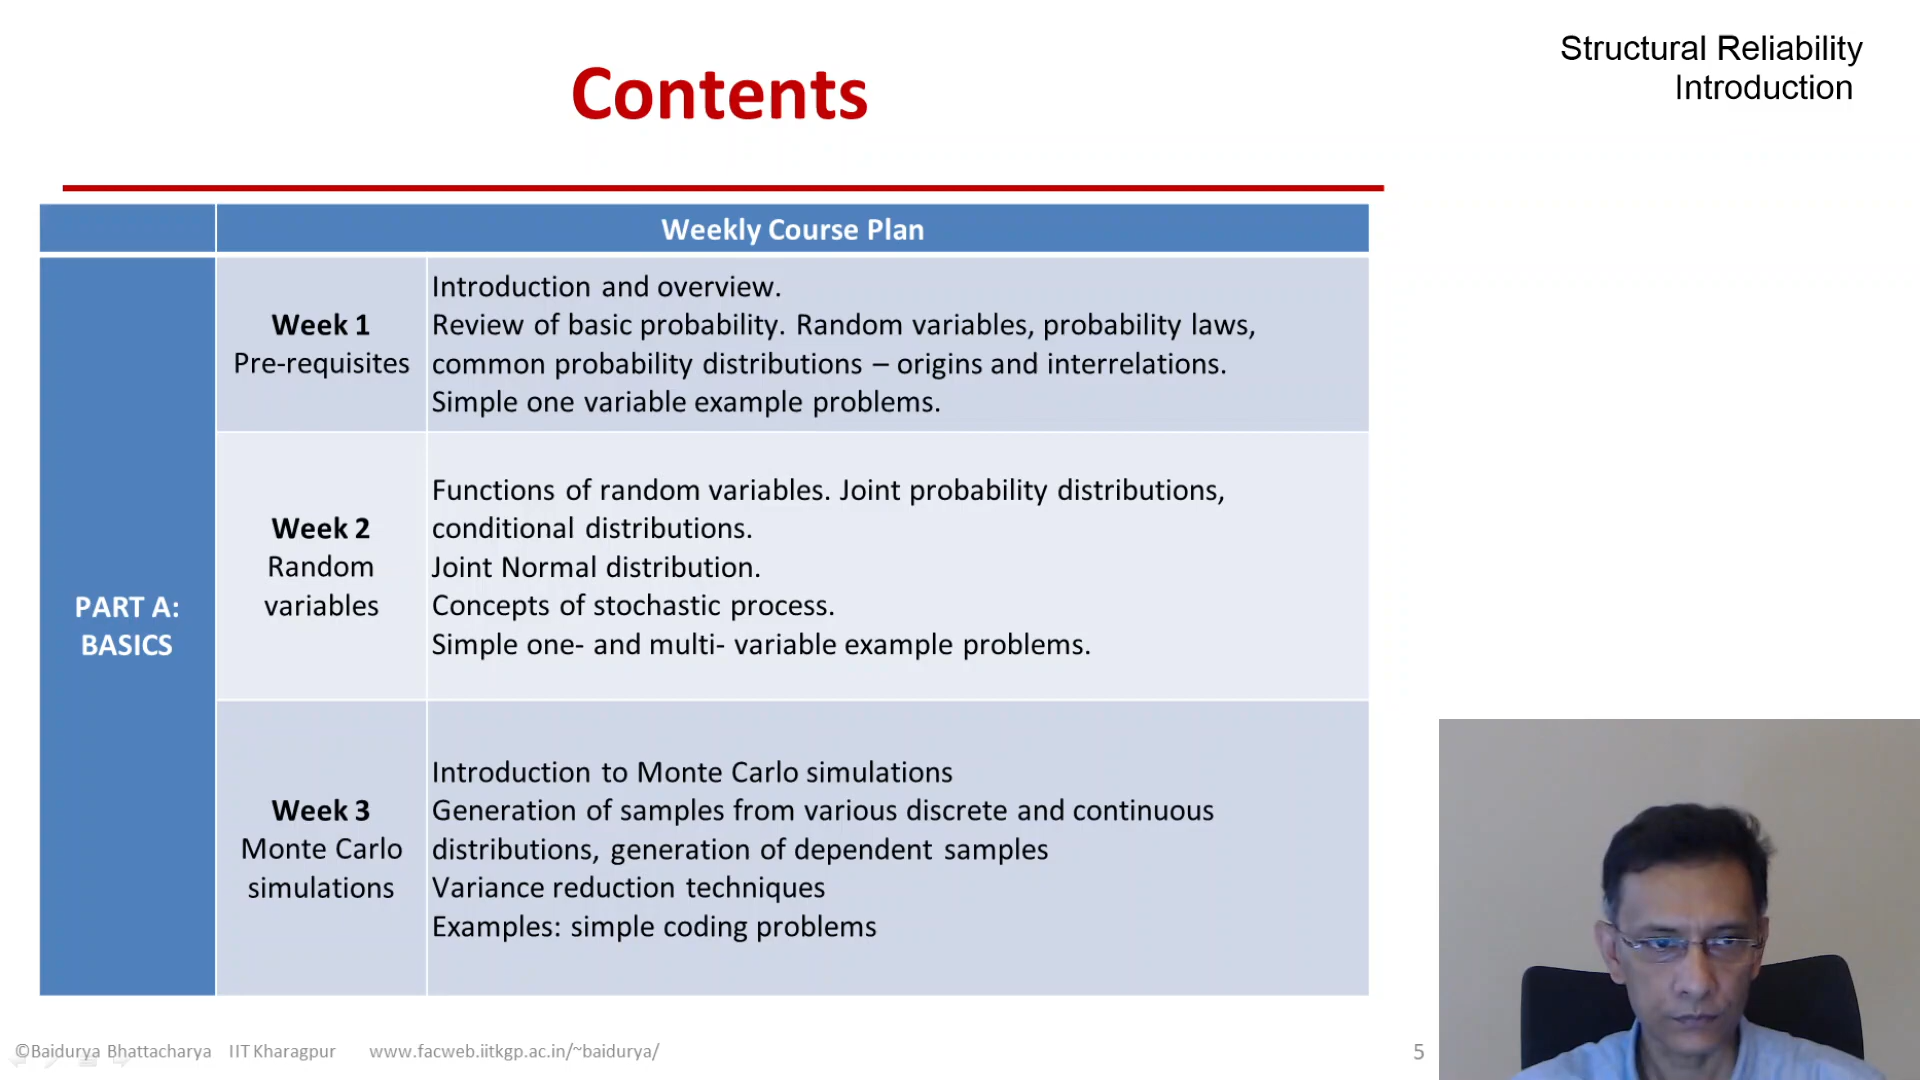 Structural Reliability
Introduction
Contents
Weekly Course Plan
PART A:
BASICS
Week 1
Pre-requisites
Introduction and overview.
Review of basic probability. Random variables, probability laws,
common probability distributions – origins and interrelations.
Simple one variable example problems.
Week 2
Random
variables
Functions of random variables. Joint probability distributions,
conditional distributions.
Joint Normal distribution.
Concepts of stochastic process.
Simple one- and multi- variable example problems.
Week 3
Monte Carlo
simulations
Introduction to Monte Carlo simulations
Generation of samples from various discrete and continuous
distributions, generation of dependent samples
Variance reduction techniques
Examples: simple coding problems
©Baidurya Bhattacharya IIT Kharagpur www.facweb.iitkgp.ac.in/~baidurya/
5